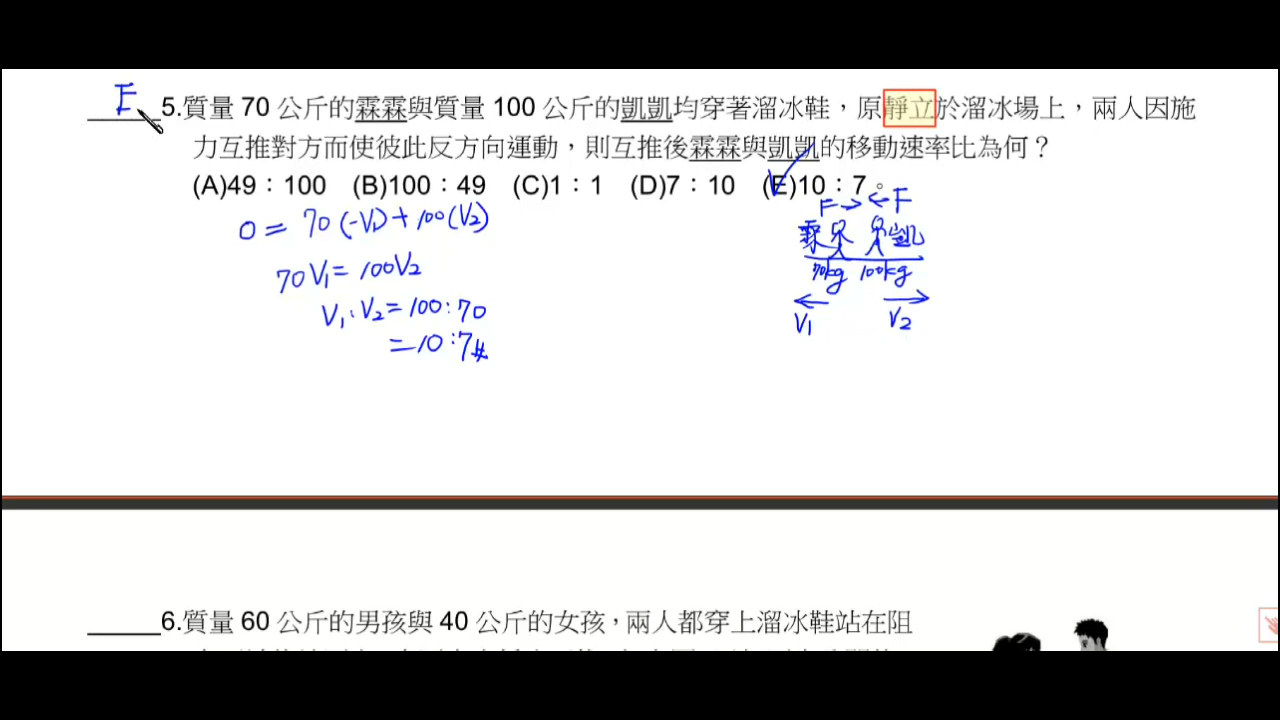 E 5.質量 70 公斤的霖霖與質量 100 公斤的凱凱均穿著溜冰鞋，原靜立於溜冰場上，兩人因施
力互推對方而使彼此反方向運動，則互推後霖霖與凱凱的移動速率比為何？
(A)49：100 (B)100：49 (C)1：1 (D)7：10 (E)10：7。
F→ ←F
0 = 70(-V1)+100(V2)
霖 凱
70V1 = 100V2
70kg 100kg
V1:V2 = 100:70
V1 V2
= 10:7#
6.質量 60 公斤的男孩與 40 公斤的女孩，兩人都穿上溜冰鞋站在阻